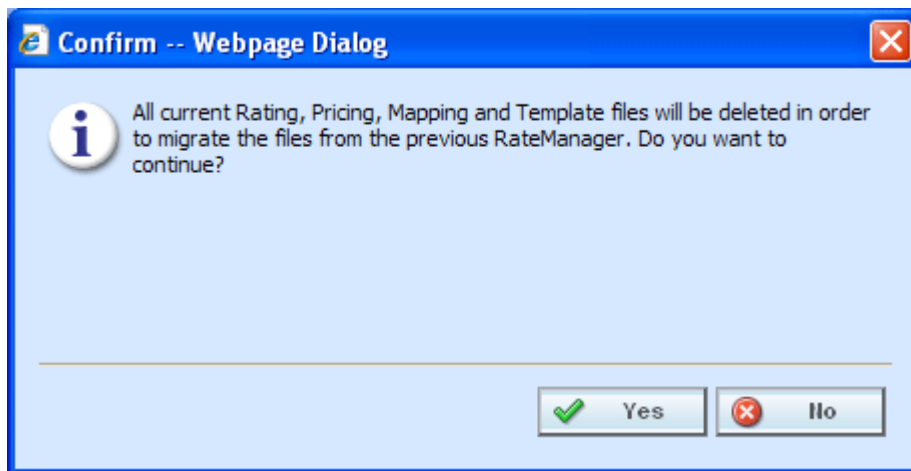 Confirm -- Webpage Dialog
All current Rating, Pricing, Mapping and Template files will be deleted in order
to migrate the files from the previous RateManager. Do you want to
continue?
Yes
No